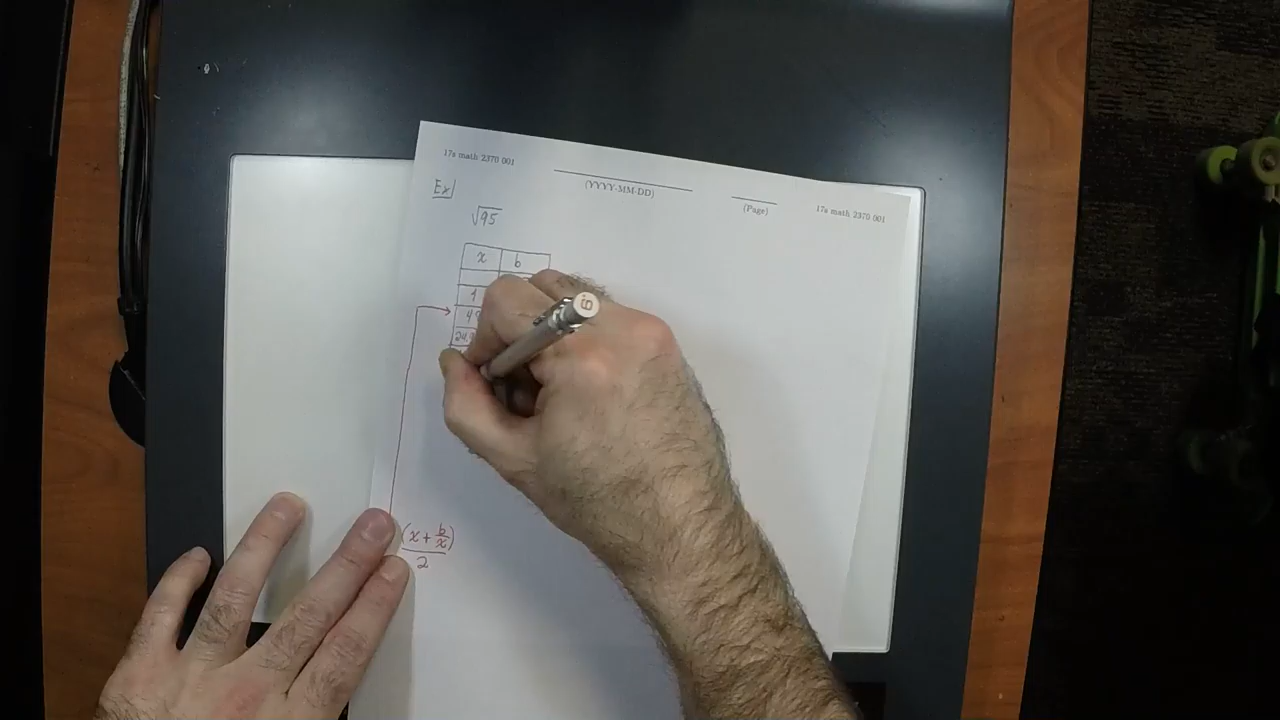 17s math 2370 001
(YYYY-MM-DD)
(Page)
17s math 2370 001
Ex
√95
x b
1
(x + b/x)
2